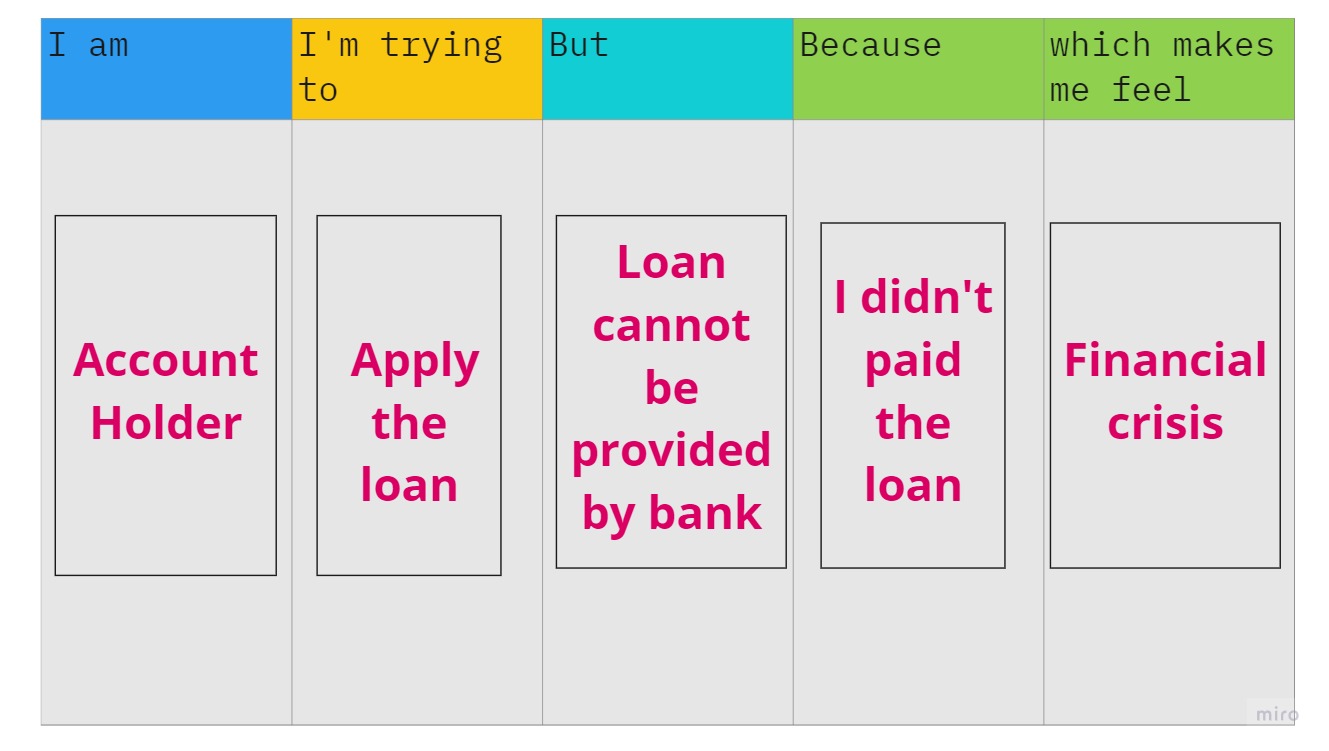 I am
I'm trying
to
But
Because
which makes
me feel
Account
Holder
Apply
the
loan
Loan
cannot
be
provided
by bank
I didn't
paid
the
loan
Financial
crisis
miro